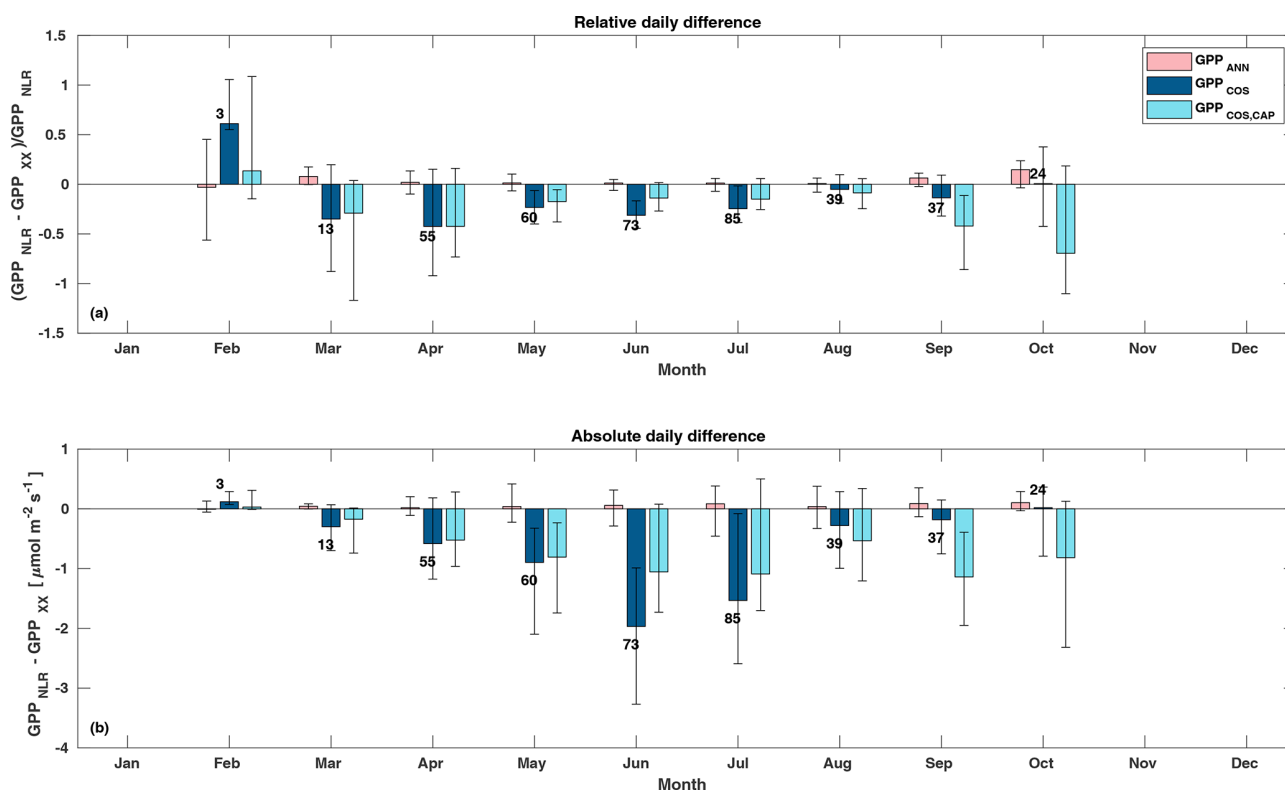 Relative daily difference
(GPP NLR - GPP XX)/GPP NLR
1.5
1
0.5
0
-0.5
-1
-1.5
GPP ANN
GPP COS
GPP COS,CAP
3
13
55
60
73
85
39
37
24
(a)
Jan Feb Mar Apr May Jun Jul Aug Sep Oct Nov Dec
Month
Absolute daily difference
GPP NLR - GPP XX [ μmol m-2 s-1 ]
1
0
-1
-2
-3
-4
3
13
55
60
73
85
39
37
24
(b)
Jan Feb Mar Apr May Jun Jul Aug Sep Oct Nov Dec
Month